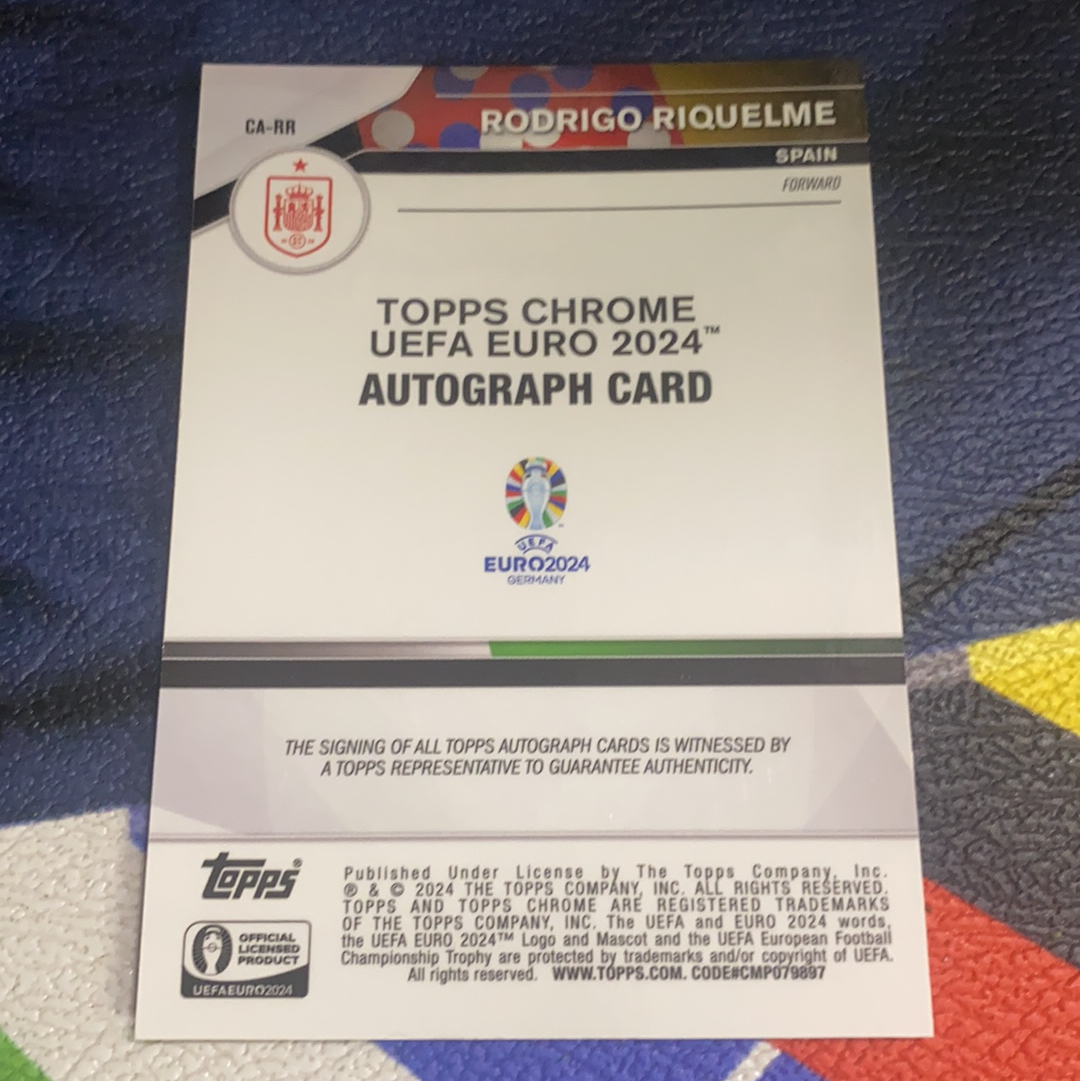 CA-RR
RODRIGO RIQUELME
SPAIN
FORWARD
TOPPS CHROME
UEFA EURO 2024™
AUTOGRAPH CARD
UEFA
EURO2024
GERMANY
THE SIGNING OF ALL TOPPS AUTOGRAPH CARDS IS WITNESSED BY
A TOPPS REPRESENTATIVE TO GUARANTEE AUTHENTICITY.
Topps®
OFFICIAL
LICENSED
PRODUCT
UEFAEURO2024
Published Under License by The Topps Company, Inc.
® & © 2024 THE TOPPS COMPANY, INC. ALL RIGHTS RESERVED.
TOPPS AND TOPPS CHROME ARE REGISTERED TRADEMARKS
OF THE TOPPS COMPANY, INC. The UEFA and EURO 2024 words,
the UEFA EURO 2024™ Logo and Mascot and the UEFA European Football
Championship Trophy are protected by trademarks and/or copyright of UEFA.
All rights reserved. WWW.TOPPS.COM. CODE#CMP079897